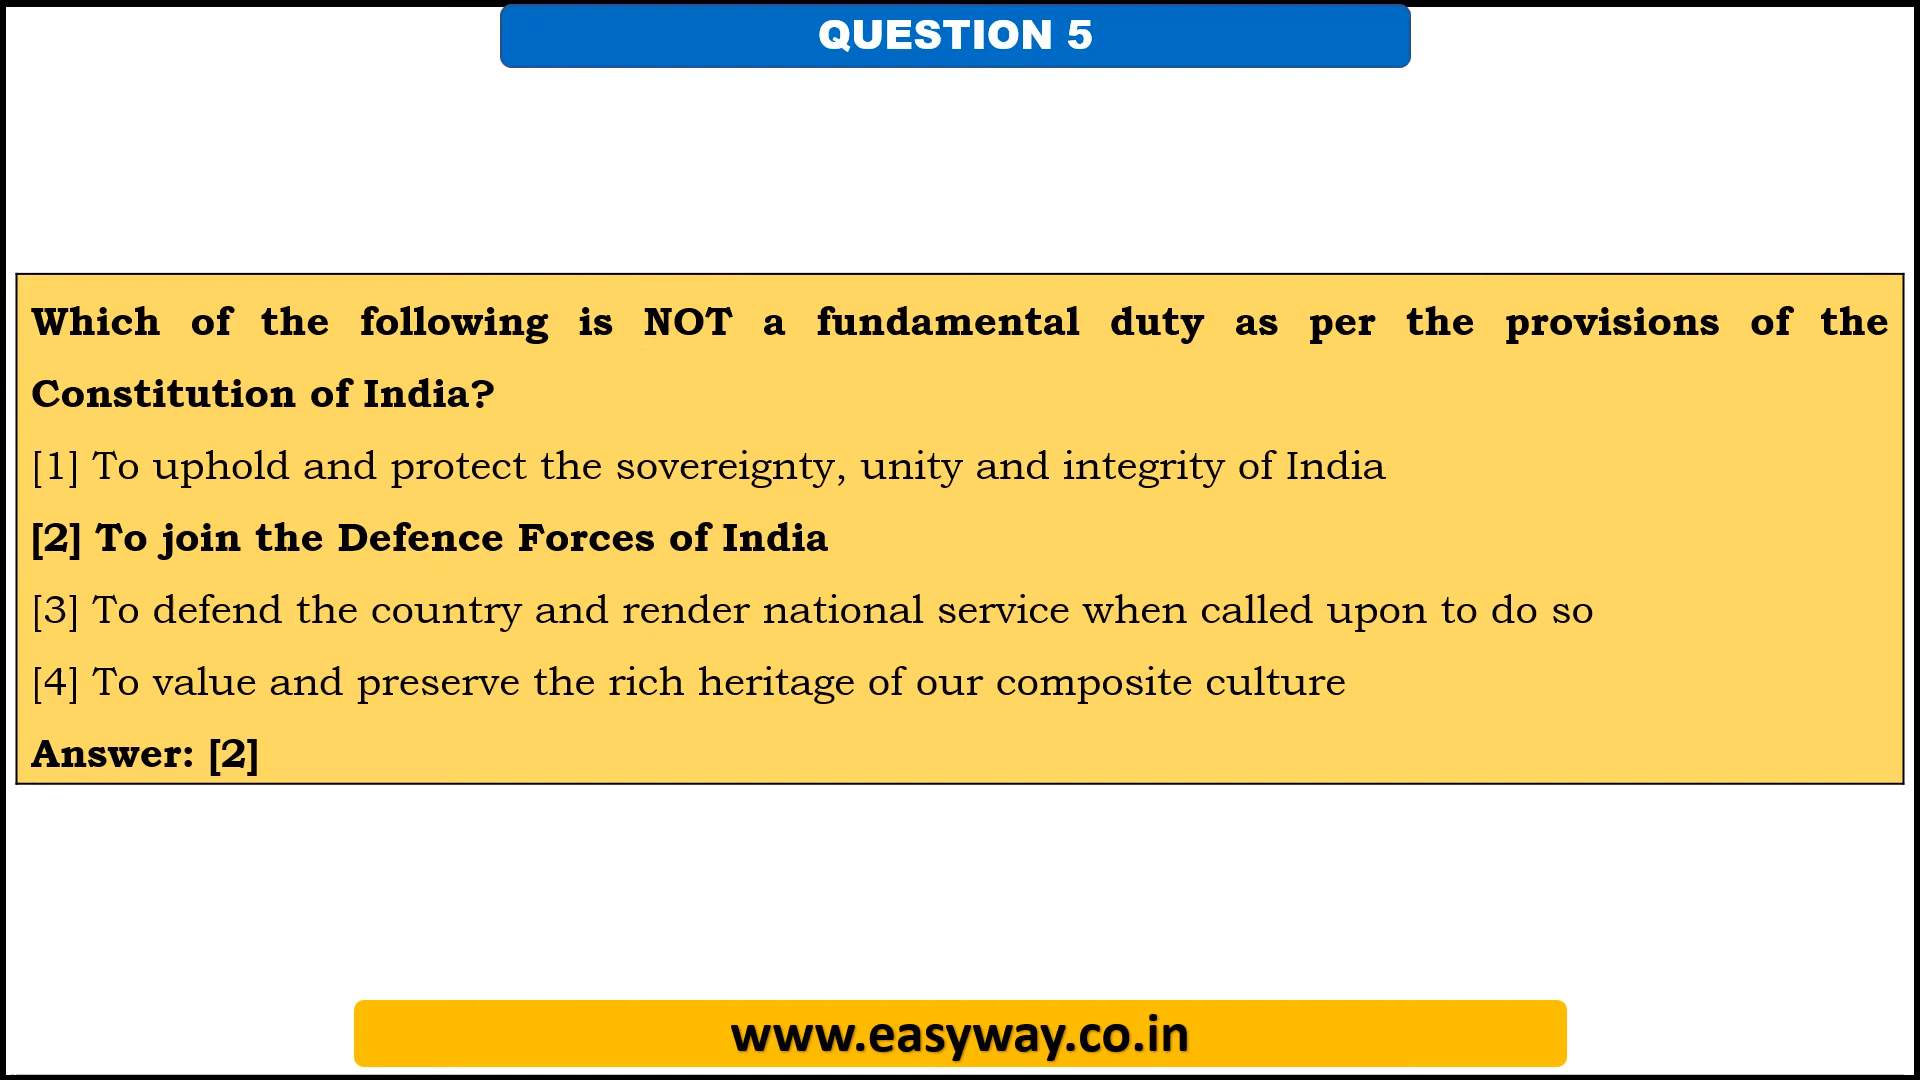 QUESTION 5
Which of the following is NOT a fundamental duty as per the provisions of the
Constitution of India?
[1] To uphold and protect the sovereignty, unity and integrity of India
[2] To join the Defence Forces of India
[3] To defend the country and render national service when called upon to do so
[4] To value and preserve the rich heritage of our composite culture
Answer: [2]
www.easyway.co.in